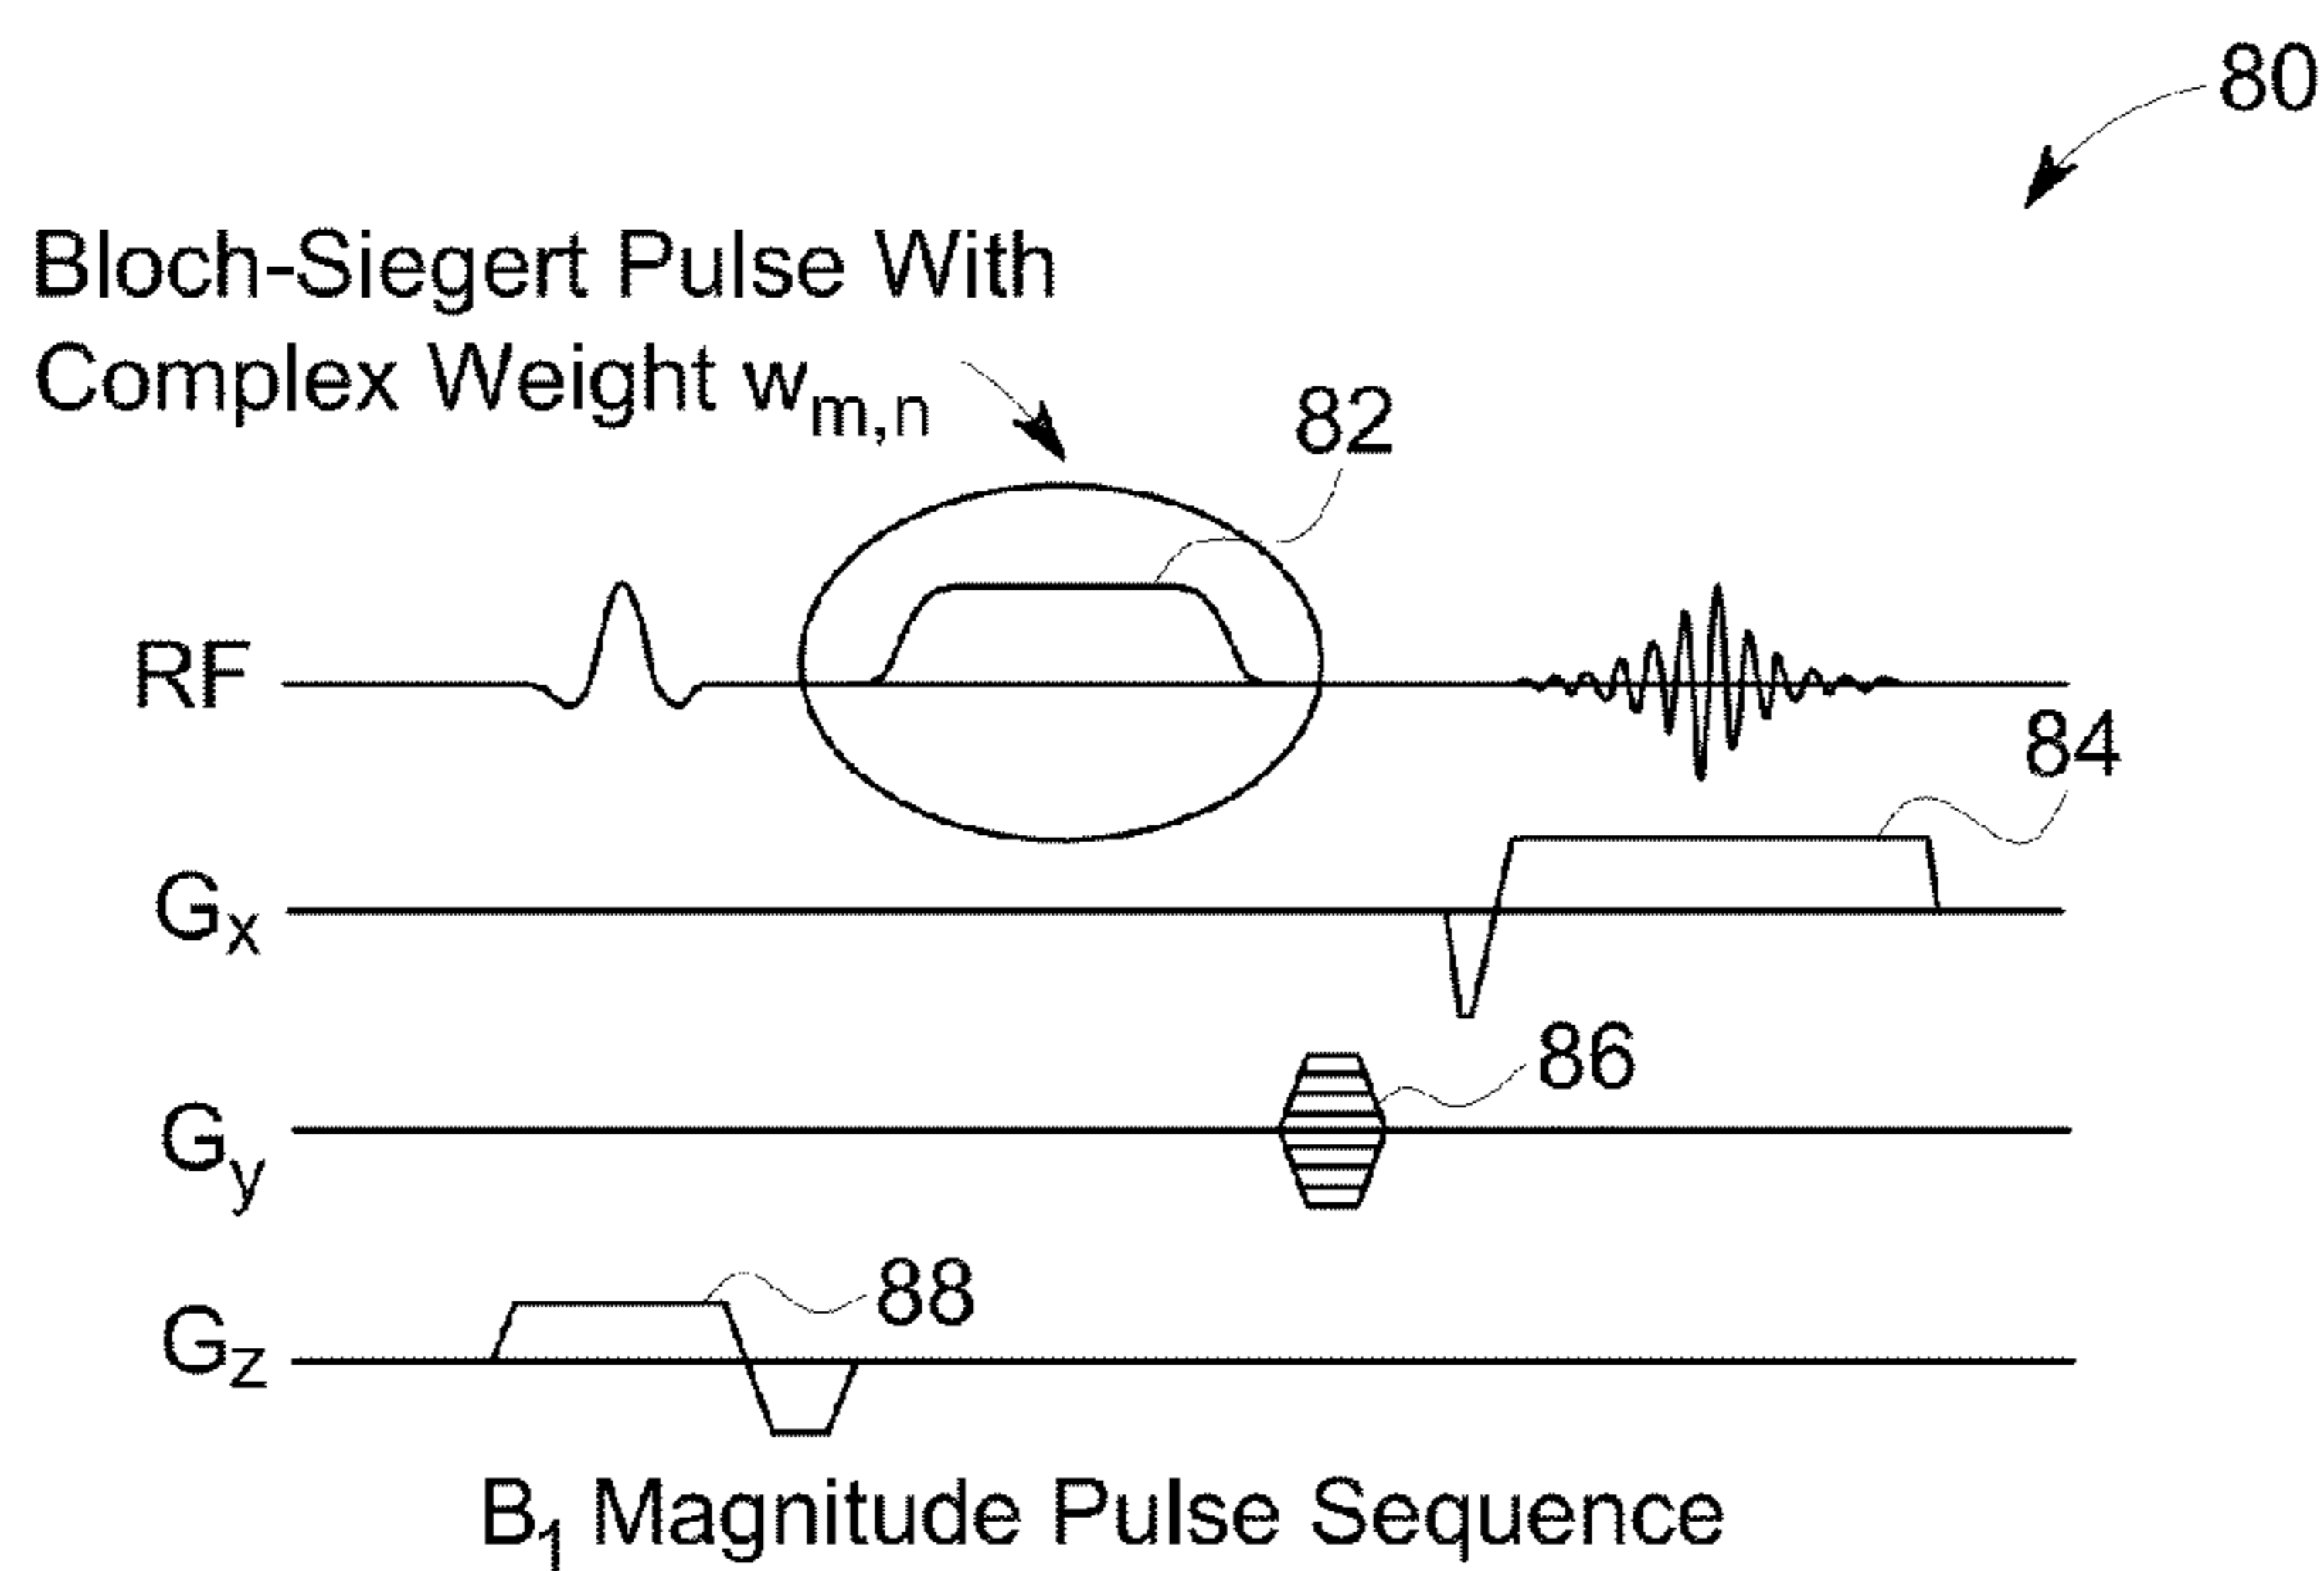 80
Bloch-Siegert Pulse With
Complex Weight wm,n
82
RF
84
Gx
86
Gy
88
Gz
B1 Magnitude Pulse Sequence